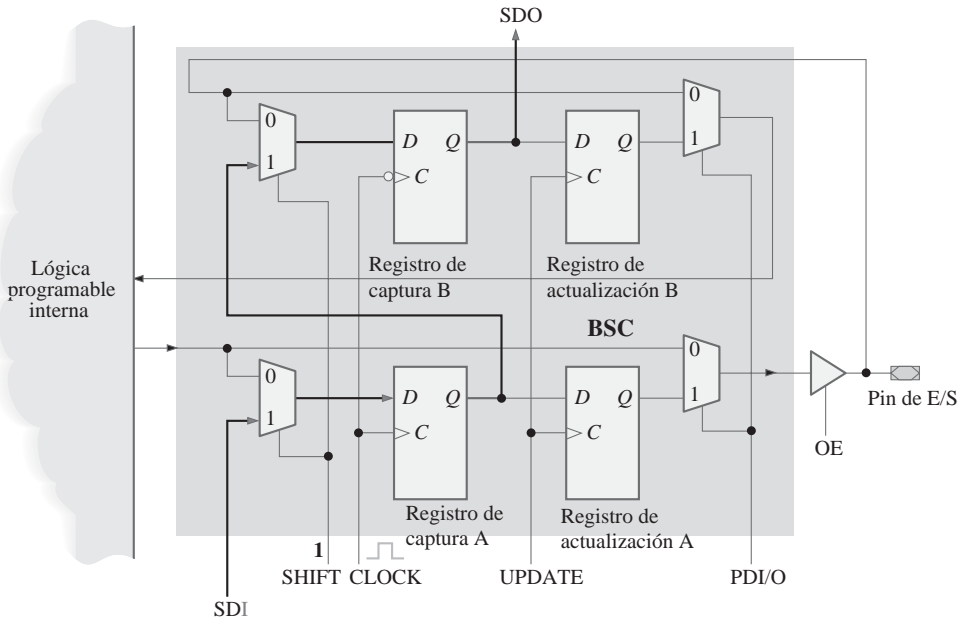 SDO
0
1
D Q
C
D Q
C
0
1
Registro de
captura B
Registro de
actualización B
Lógica
programable
interna
BSC
0
1
D Q
C
D Q
C
0
1
Pin de E/S
OE
Registro de
captura A
Registro de
actualización A
1
SHIFT CLOCK UPDATE PDI/O
SDI